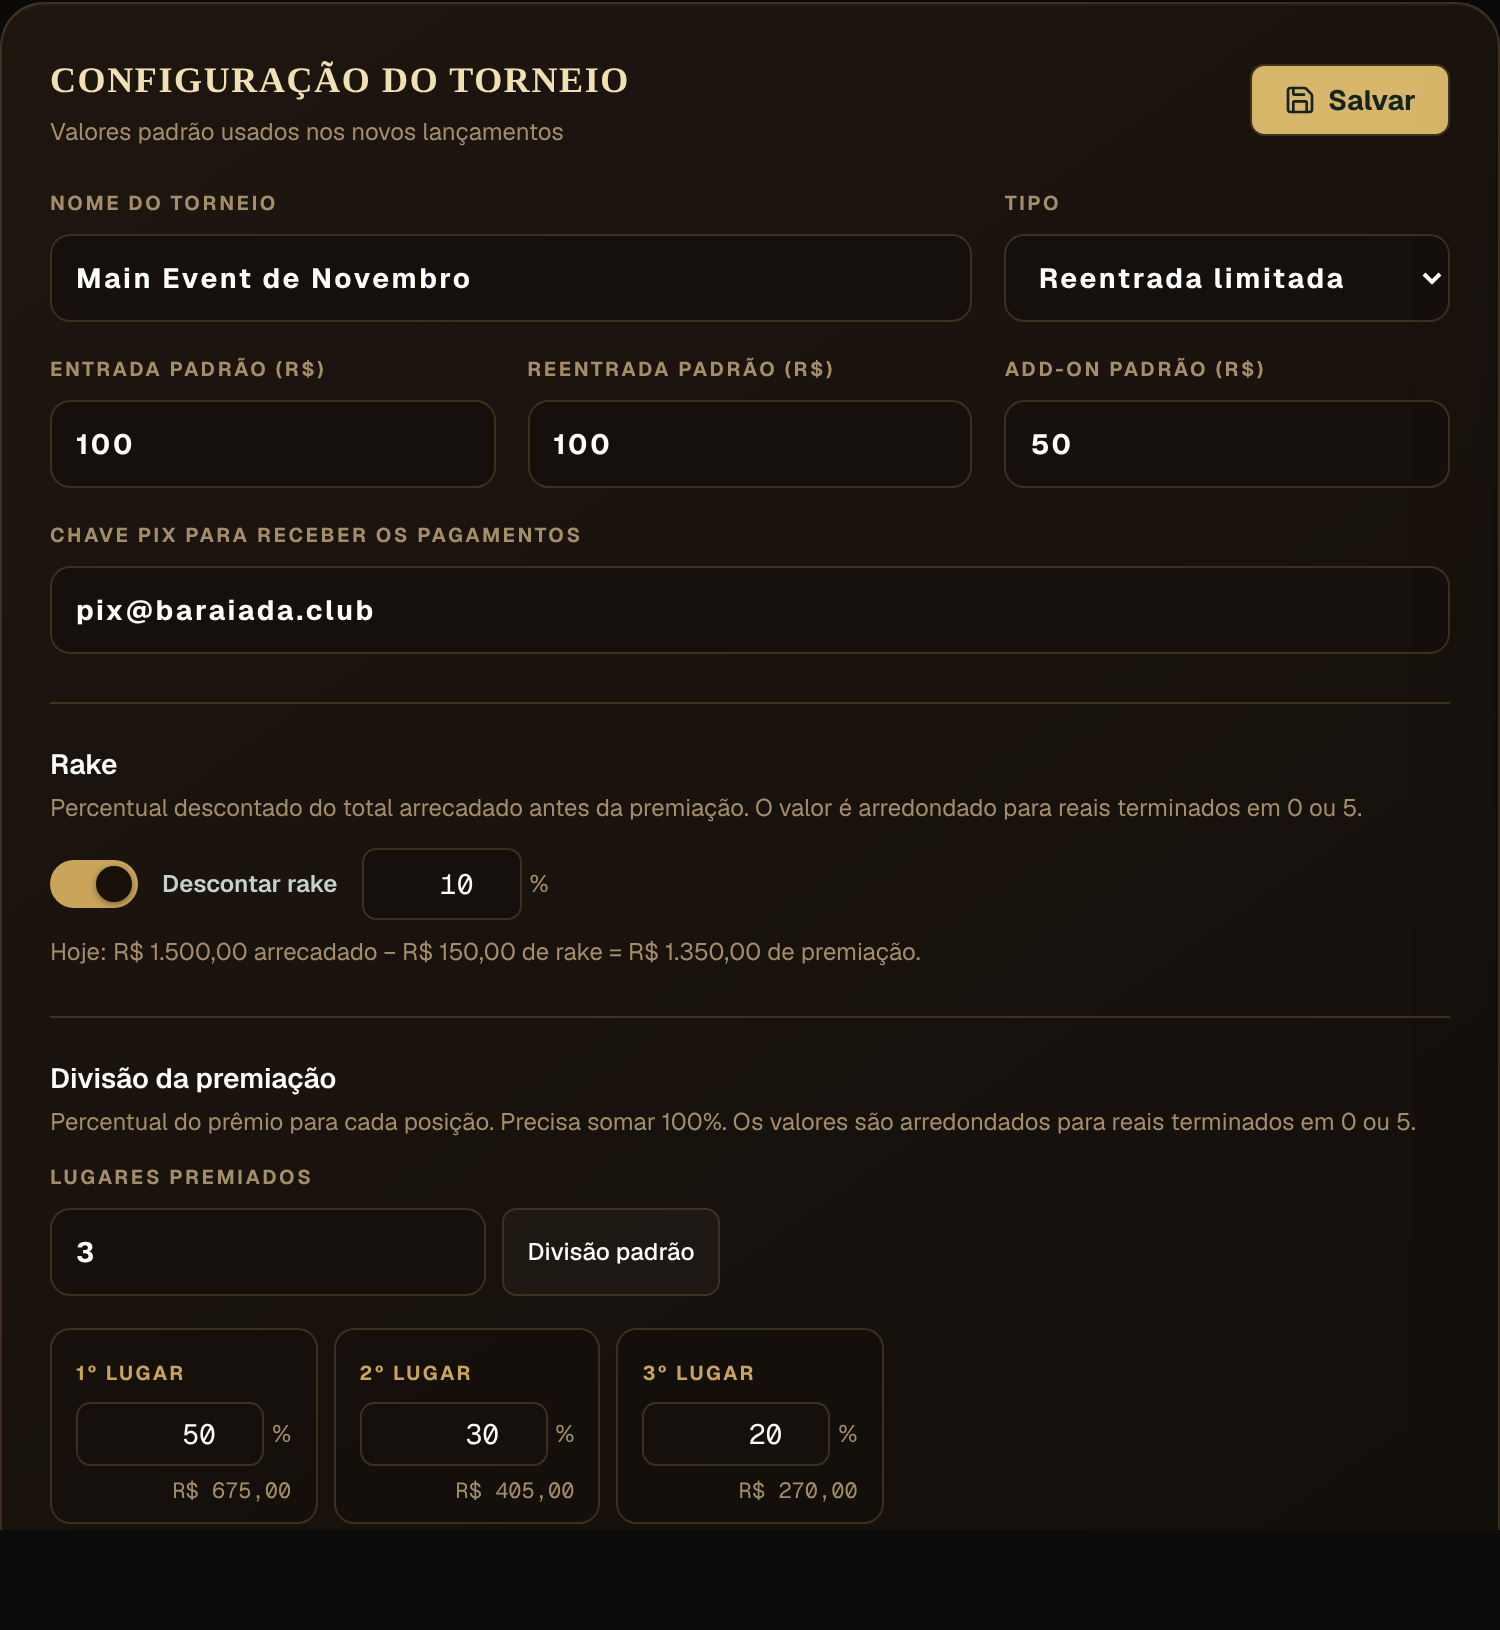 CONFIGURAÇÃO DO TORNEIO
Valores padrão usados nos novos lançamentos
Salvar
NOME DO TORNEIO
TIPO
Main Event de Novembro
Reentrada limitada
ENTRADA PADRÃO (R$)
REENTRADA PADRÃO (R$)
ADD-ON PADRÃO (R$)
100
100
50
CHAVE PIX PARA RECEBER OS PAGAMENTOS
pix@baraiada.club
Rake
Percentual descontado do total arrecadado antes da premiação. O valor é arredondado para reais terminados em 0 ou 5.
Descontar rake
10
%
Hoje: R$ 1.500,00 arrecadado – R$ 150,00 de rake = R$ 1.350,00 de premiação.
Divisão da premiação
Percentual do prêmio para cada posição. Precisa somar 100%. Os valores são arredondados para reais terminados em 0 ou 5.
LUGARES PREMIADOS
3
Divisão padrão
1º LUGAR
50 %
R$ 675,00
2º LUGAR
30 %
R$ 405,00
3º LUGAR
20 %
R$ 270,00